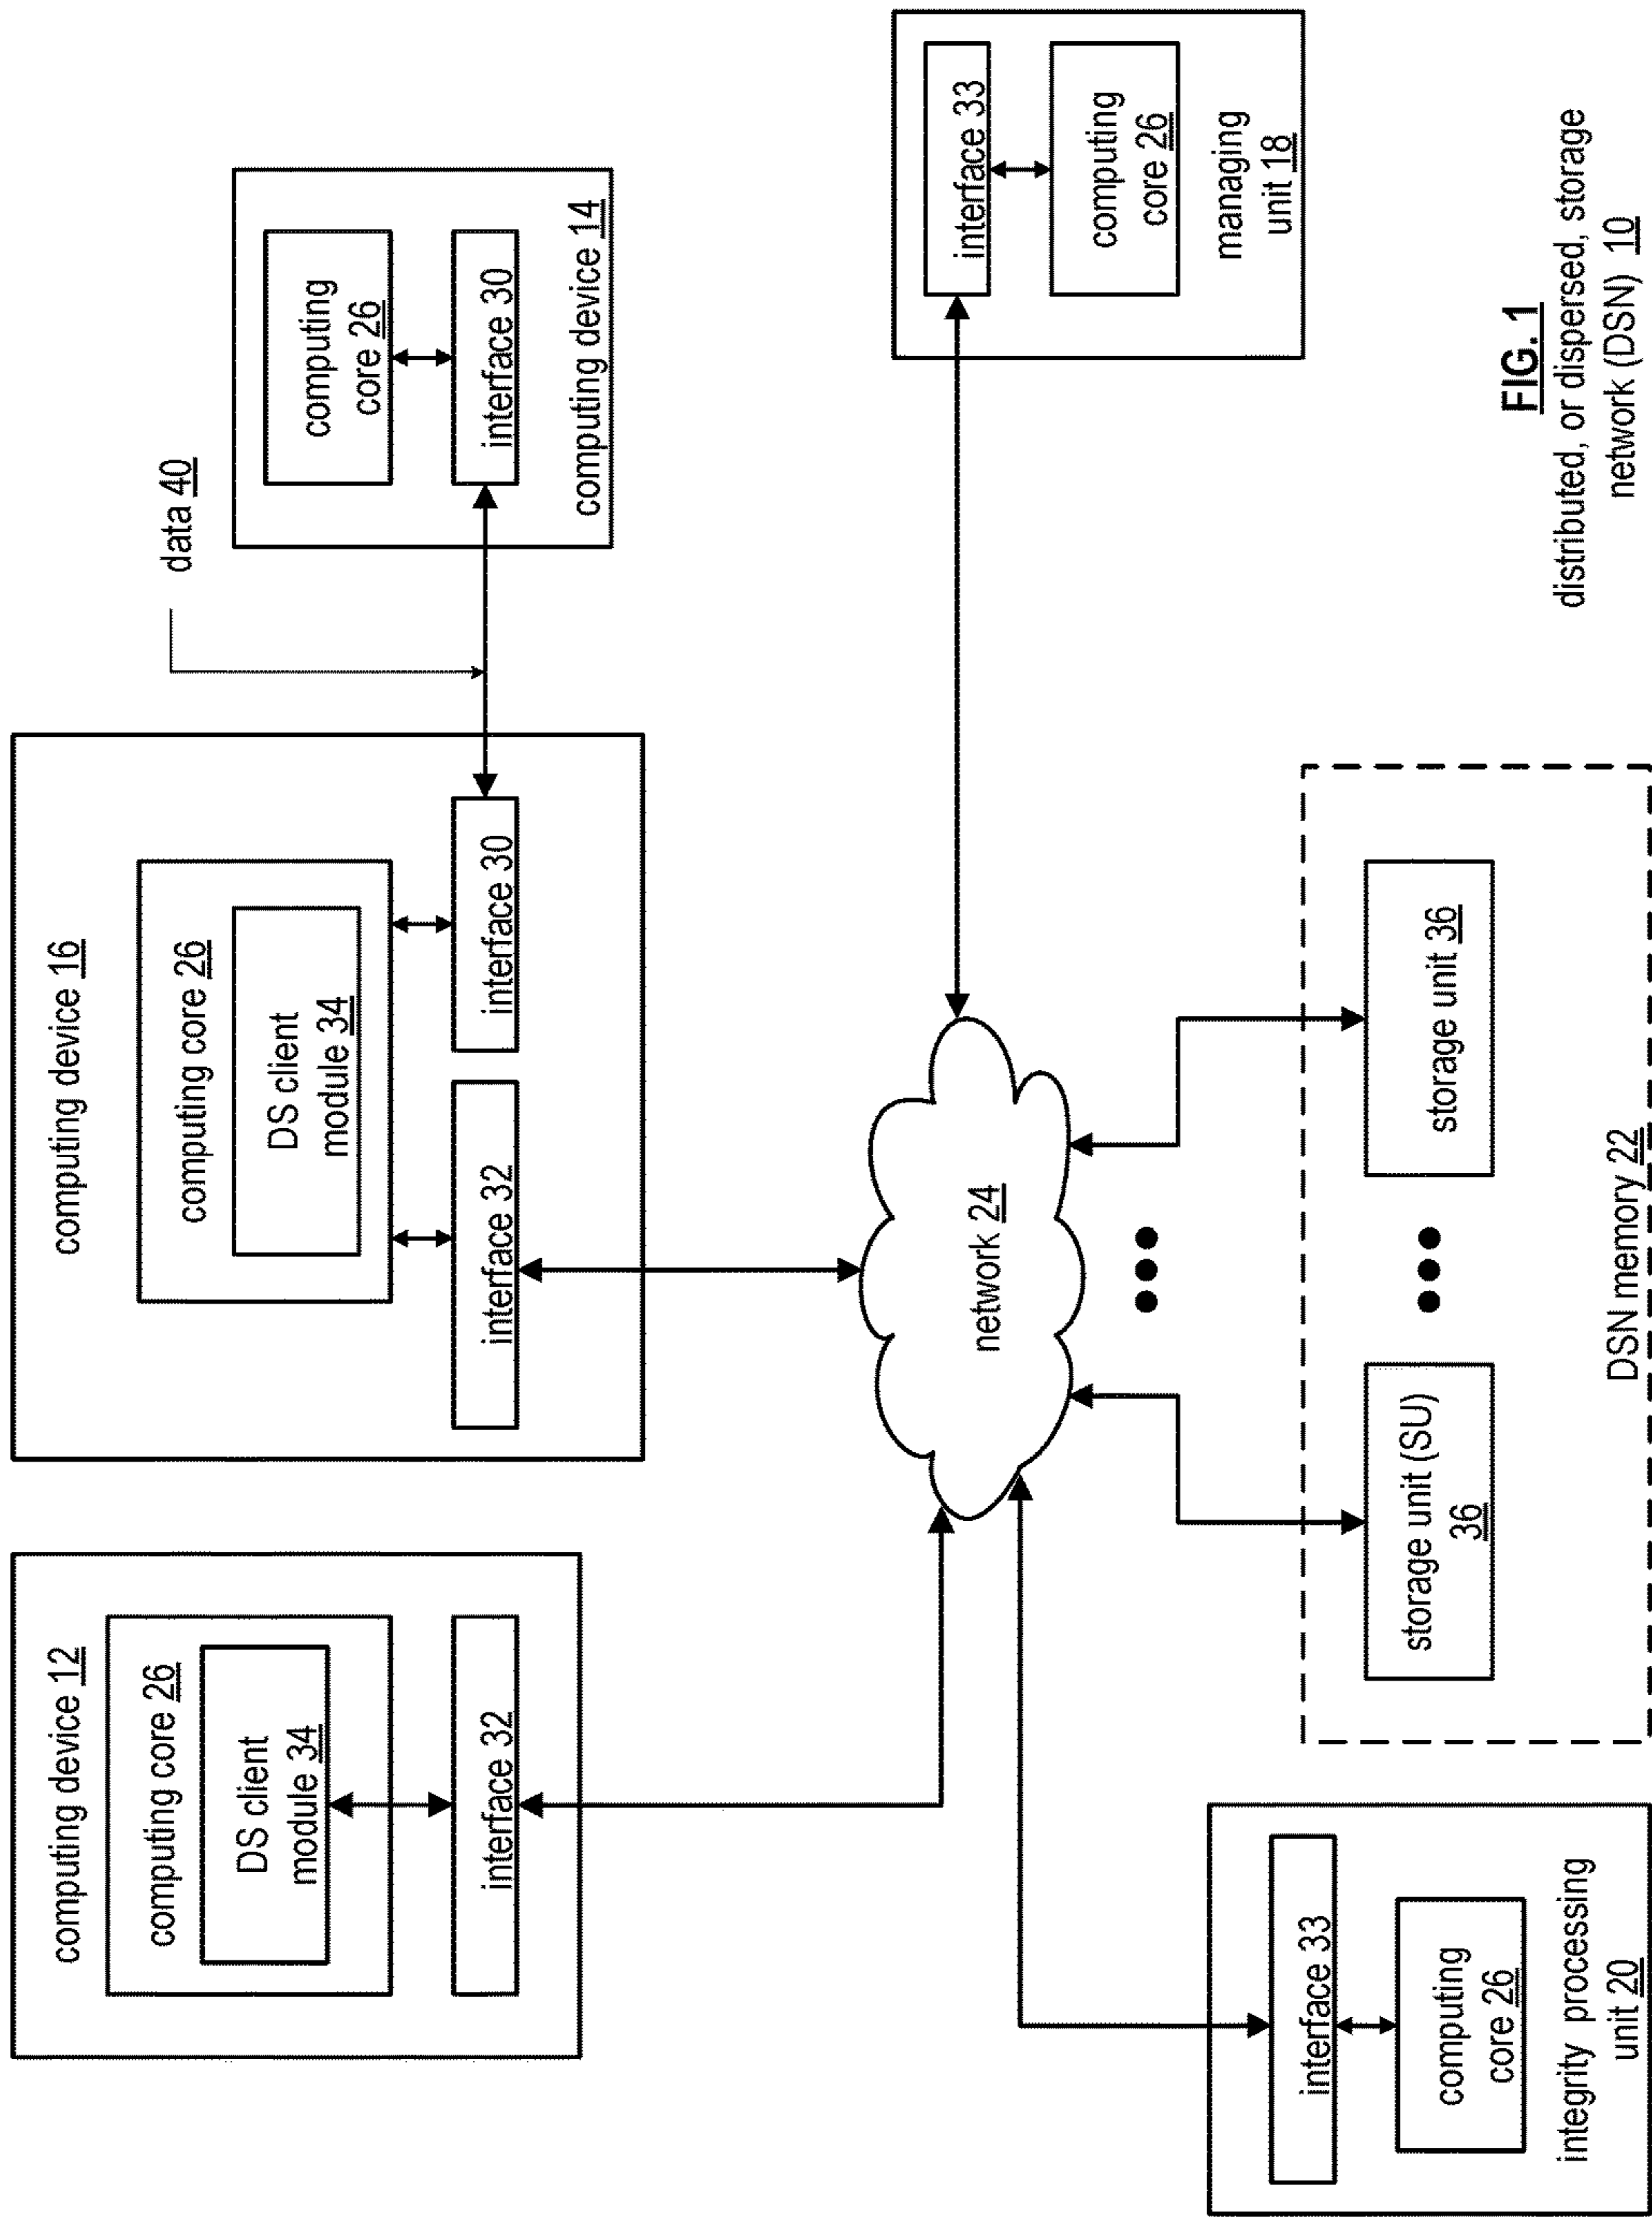 computing device 12
computing core 26
DS client
module 34
interface 32
computing device 16
computing core 26
DS client
module 34
interface 32
interface 30
data 40
computing
core 26
interface 30
computing device 14
network 24
interface 33
computing
core 26
managing
unit 18
interface 33
computing
core 26
integrity processing
unit 20
storage unit (SU)
36
storage unit 36
DSN memory 22
FIG. 1
distributed, or dispersed, storage
network (DSN) 10